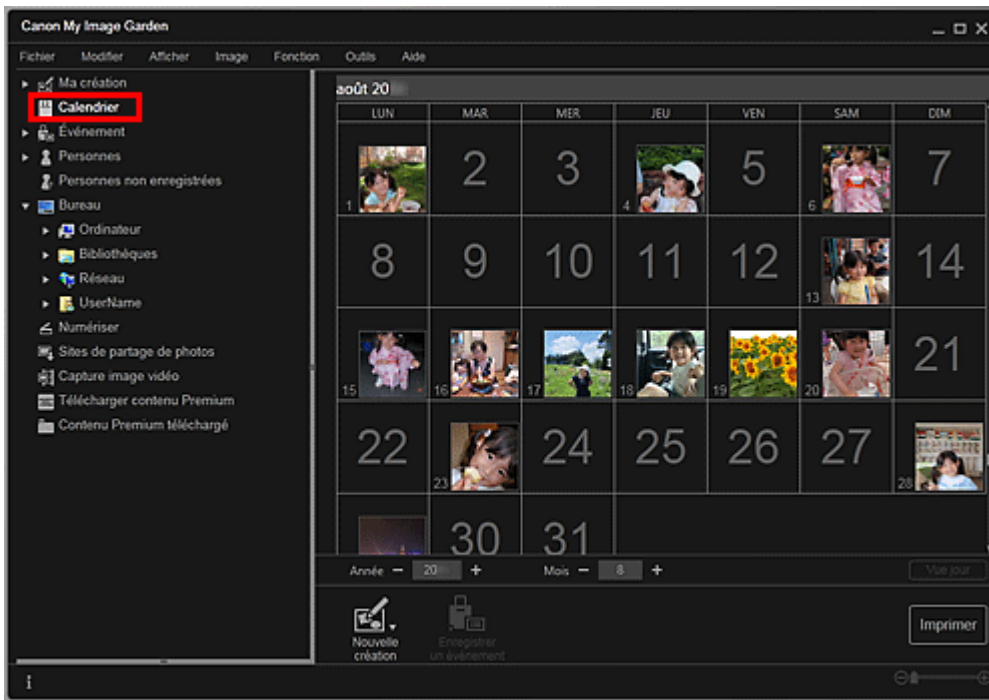 Canon My Image Garden
Fichier Modifier Afficher Image Fonction Outils Aide
Ma création
Calendrier
Événement
Personnes
Personnes non enregistrées
Bureau
Ordinateur
Bibliothèques
Réseau
UserName
Numériser
Sites de partage de photos
Capture image vidéo
Télécharger contenu Premium
Contenu Premium téléchargé
août 20
LUN MAR MER JEU VEN SAM DIM
1 2 3 4 5 6 7
8 9 10 11 12 13 14
15 16 17 18 19 20 21
22 23 24 25 26 27 28
30 31
Année − 20 + Mois − 8 + Vue jour
Nouvelle création
Enregistrer un événement
Imprimer
i